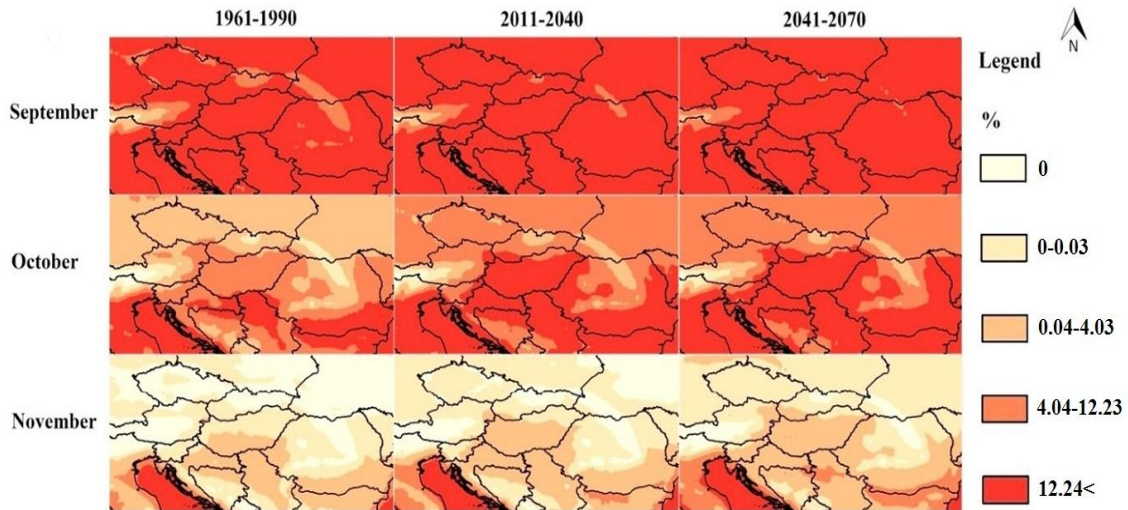 1961-1990 2011-2040 2041-2070
N
Legend
September
%
0
October
0-0.03
0.04-4.03
November
4.04-12.23
12.24<